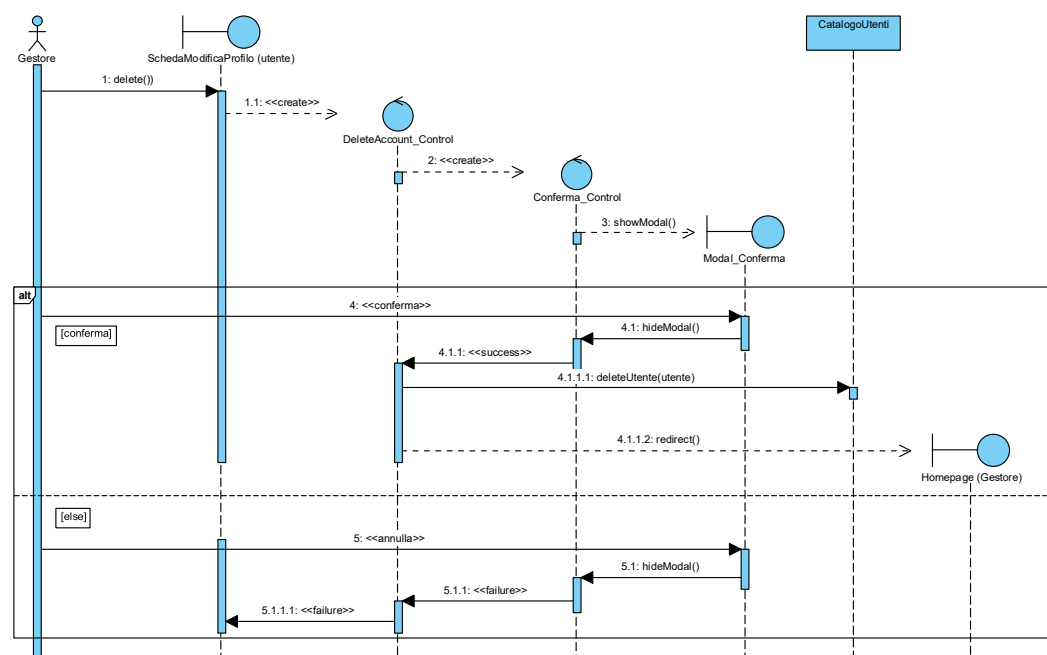 CatalogoUtenti
Gestore
SchedaModificaProfilo (utente)
1: delete())
1.1: <<create>>
DeleteAccount_Control
2: <<create>>
Conferma_Control
3: showModal()
Modal_Conferma
alt
4: <<conferma>>
[conferma]
4.1: hideModal()
4.1.1: <<success>>
4.1.1.1: deleteUtente(utente)
4.1.1.2: redirect()
Homepage (Gestore)
[else]
5: <<annulla>>
5.1: hideModal()
5.1.1: <<failure>>
5.1.1.1: <<failure>>